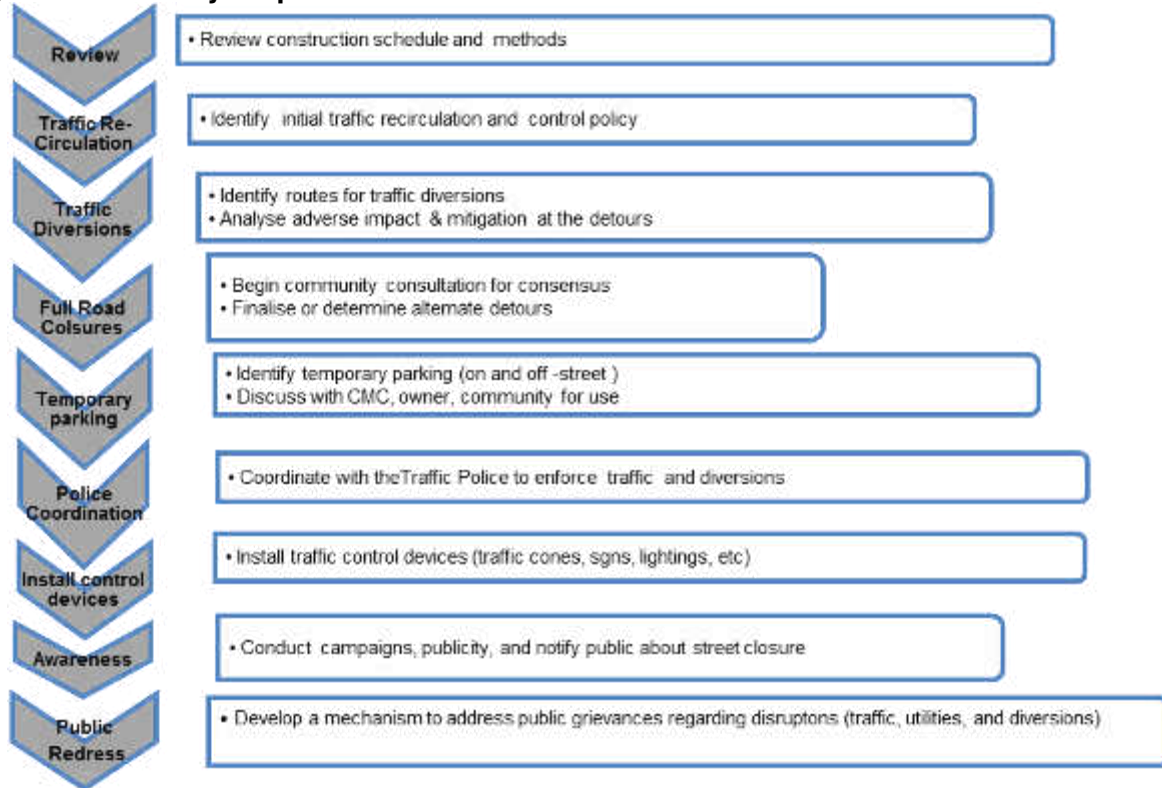 Review
• Review construction schedule and methods
Traffic Re-
Circulation
• Identify initial traffic recirculation and control policy
Traffic
Diversions
• Identify routes for traffic diversions
• Analyse adverse impact & mitigation at the detours
Full Road
Colsures
• Begin community consultation for consensus
• Finalise or determine alternate detours
Temporary
parking
• Identify temporary parking (on and off -street )
• Discuss with CMC, owner, community for use
Police
Coordination
• Coordinate with theTraffic Police to enforce traffic and diversions
Install control
devices
• Install traffic control devices (traffic cones, sgns, lightings, etc)
Awareness
• Conduct campaigns, publicity, and notify public about street closure
Public
Redress
• Develop a mechanism to address public grievances regarding disruptons (traffic, utilities, and diversions)